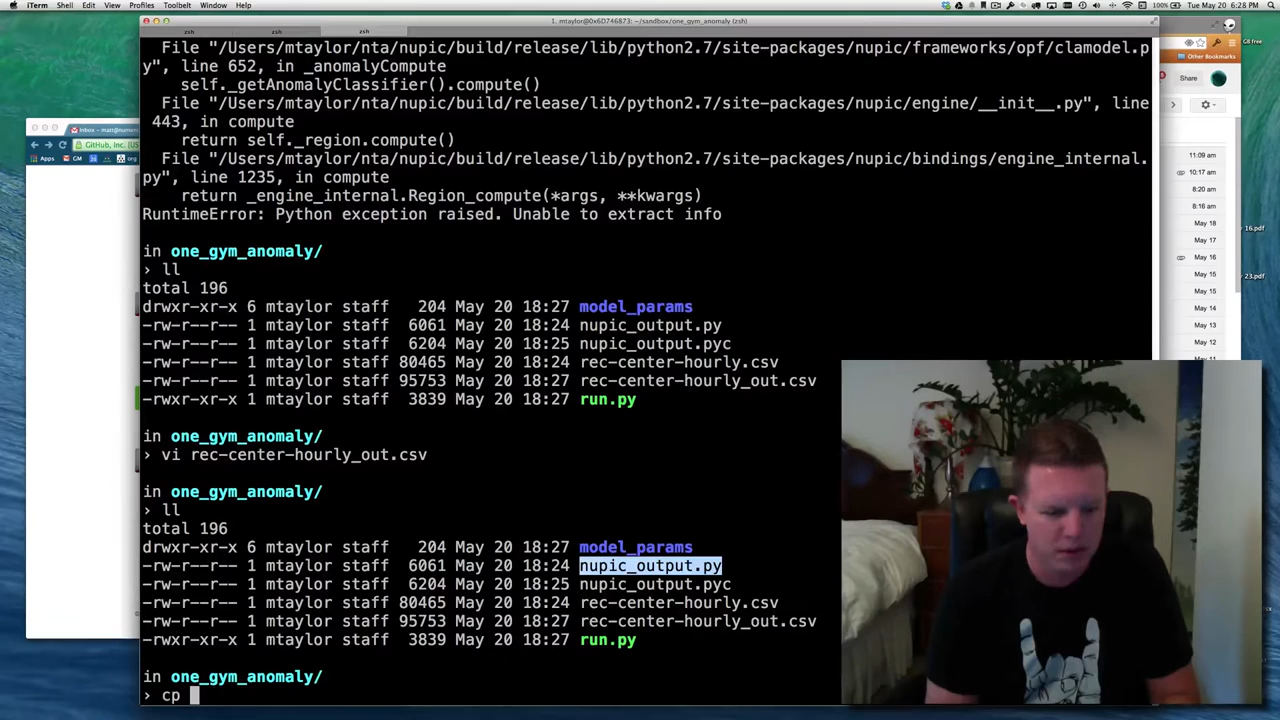 iTerm Shell Edit View Profiles Toolbelt Window Help
100% Tue May 20 6:28 PM
1. mtaylor@0x6D746873: ~/sandbox/one_gym_anomaly (zsh)
zsh zsh zsh
File "/Users/mtaylor/nta/nupic/build/release/lib/python2.7/site-packages/nupic/frameworks/opf/clamodel.p
y", line 652, in _anomalyCompute
self._getAnomalyClassifier().compute()
File "/Users/mtaylor/nta/nupic/build/release/lib/python2.7/site-packages/nupic/engine/__init__.py", line
443, in compute
return self._region.compute()
File "/Users/mtaylor/nta/nupic/build/release/lib/python2.7/site-packages/nupic/bindings/engine_internal.
py", line 1235, in compute
return _engine_internal.Region_compute(*args, **kwargs)
RuntimeError: Python exception raised. Unable to extract info
in one_gym_anomaly/
› ll
total 196
drwxr-xr-x 6 mtaylor staff 204 May 20 18:27 model_params
-rw-r--r-- 1 mtaylor staff 6061 May 20 18:24 nupic_output.py
-rw-r--r-- 1 mtaylor staff 6204 May 20 18:25 nupic_output.pyc
-rw-r--r-- 1 mtaylor staff 80465 May 20 18:24 rec-center-hourly.csv
-rw-r--r-- 1 mtaylor staff 95753 May 20 18:27 rec-center-hourly_out.csv
-rwxr-xr-x 1 mtaylor staff 3839 May 20 18:27 run.py
in one_gym_anomaly/
› vi rec-center-hourly_out.csv
in one_gym_anomaly/
› ll
total 196
drwxr-xr-x 6 mtaylor staff 204 May 20 18:27 model_params
-rw-r--r-- 1 mtaylor staff 6061 May 20 18:24 nupic_output.py
-rw-r--r-- 1 mtaylor staff 6204 May 20 18:25 nupic_output.pyc
-rw-r--r-- 1 mtaylor staff 80465 May 20 18:24 rec-center-hourly.csv
-rw-r--r-- 1 mtaylor staff 95753 May 20 18:27 rec-center-hourly_out.csv
-rwxr-xr-x 1 mtaylor staff 3839 May 20 18:27 run.py
in one_gym_anomaly/
› cp
GitHub, Inc.
Apps GM org
Other Bookmarks
Share
11:09 am
10:17 am
8:20 am
8:16 am
May 18
May 17
May 16
May 15
May 15
May 14
May 13
May 12
16.pdf
23.pdf